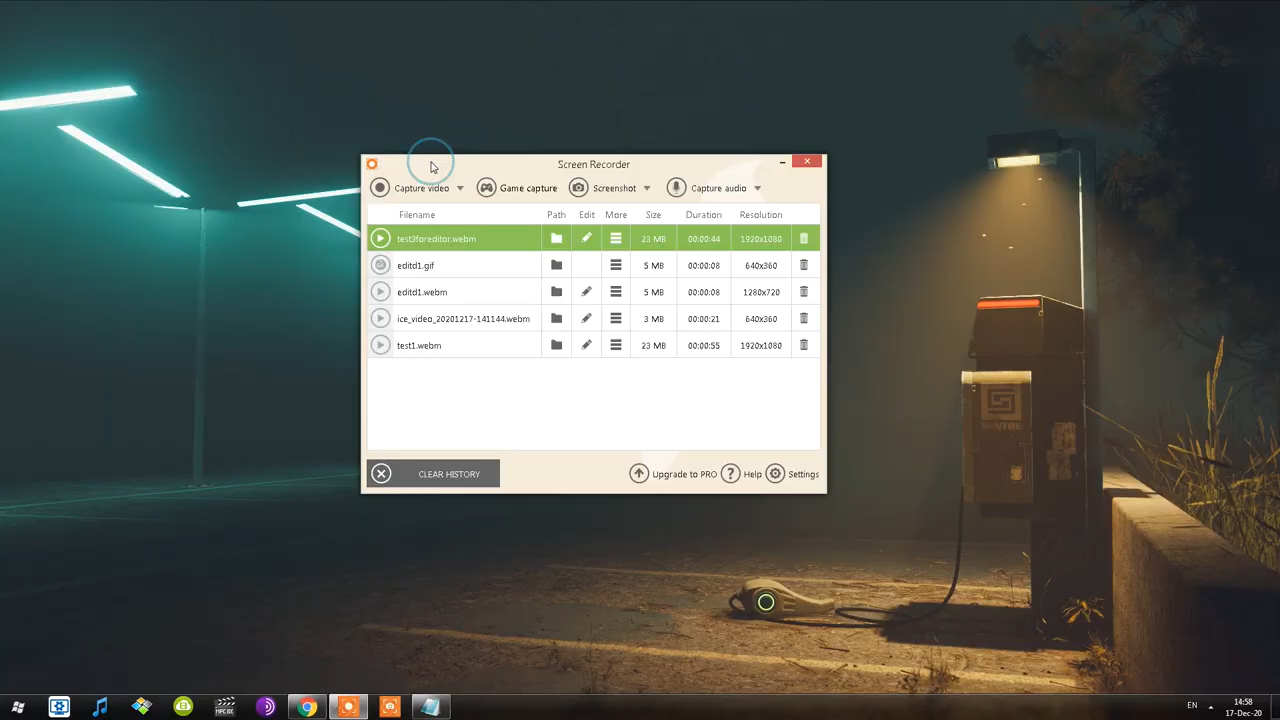 Screen Recorder
Capture video Game capture Screenshot Capture audio
Filename Path Edit More Size Duration Resolution
test3foreditor.webm 23 MB 00:00:44 1920x1080
editd1.gif 5 MB 00:00:08 640x360
editd1.webm 5 MB 00:00:08 1280x720
ice_video_20201217-141144.webm 3 MB 00:00:21 640x360
test1.webm 23 MB 00:00:55 1920x1080
CLEAR HISTORY Upgrade to PRO Help Settings
EN 14:58
17-Dec-20